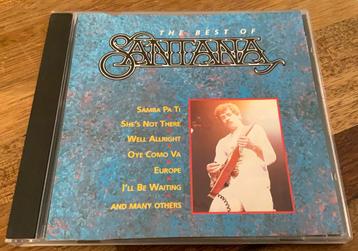 THE BEST OF
SANTANA
SAMBA PA TI
SHE'S NOT THERE
WELL ALLRIGHT
OYE COMO VA
EUROPE
I'LL BE WAITING
AND MANY OTHERS